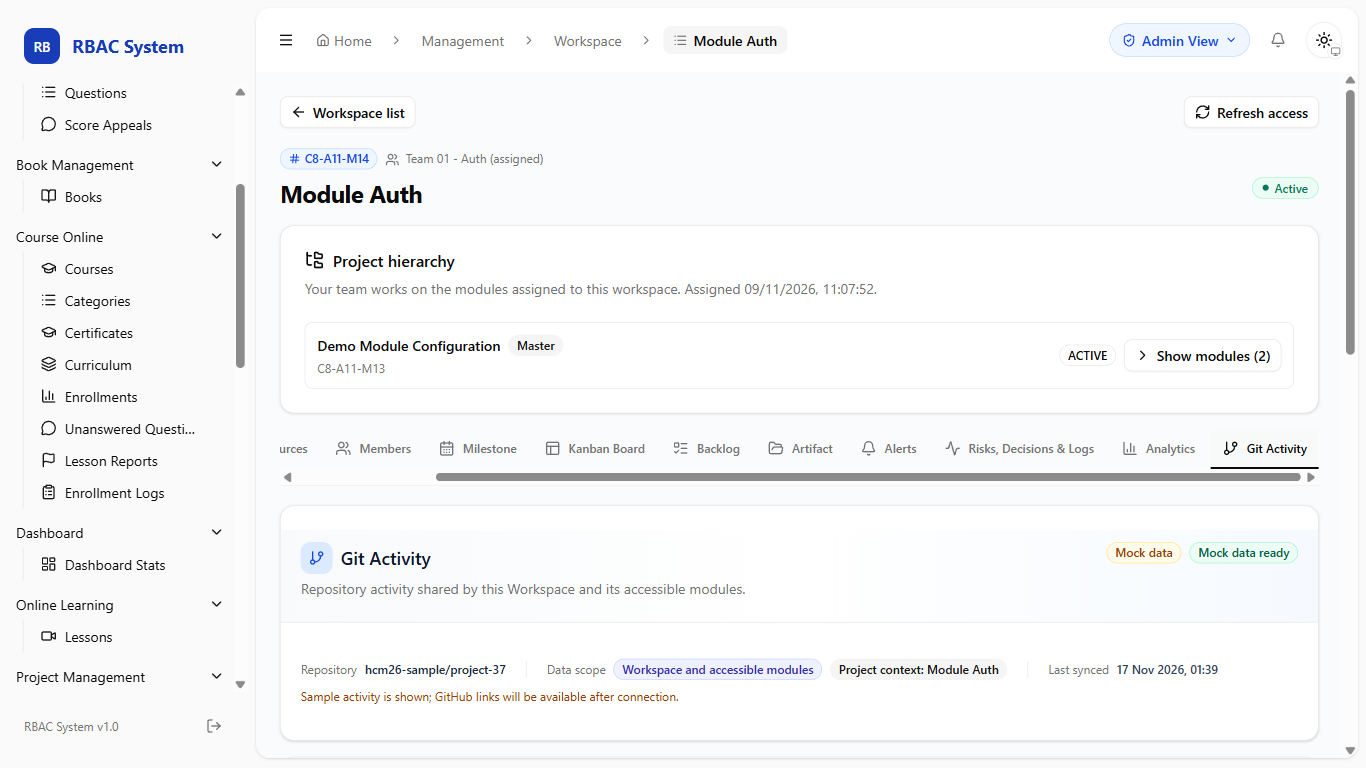 RB RBAC System
Questions
Score Appeals
Book Management
Books
Course Online
Courses
Categories
Certificates
Curriculum
Enrollments
Unanswered Questi...
Lesson Reports
Enrollment Logs
Dashboard
Dashboard Stats
Online Learning
Lessons
Project Management
RBAC System v1.0
Home > Management > Workspace > Module Auth
Admin View
Workspace list
Refresh access
# C8-A11-M14 Team 01 - Auth (assigned)
Module Auth
Active
Project hierarchy
Your team works on the modules assigned to this workspace. Assigned 09/11/2026, 11:07:52.
Demo Module Configuration Master
C8-A11-M13
ACTIVE
Show modules (2)
urces Members Milestone Kanban Board Backlog Artifact Alerts Risks, Decisions & Logs Analytics Git Activity
Git Activity
Mock data Mock data ready
Repository activity shared by this Workspace and its accessible modules.
Repository hcm26-sample/project-37 Data scope Workspace and accessible modules Project context: Module Auth Last synced 17 Nov 2026, 01:39
Sample activity is shown; GitHub links will be available after connection.